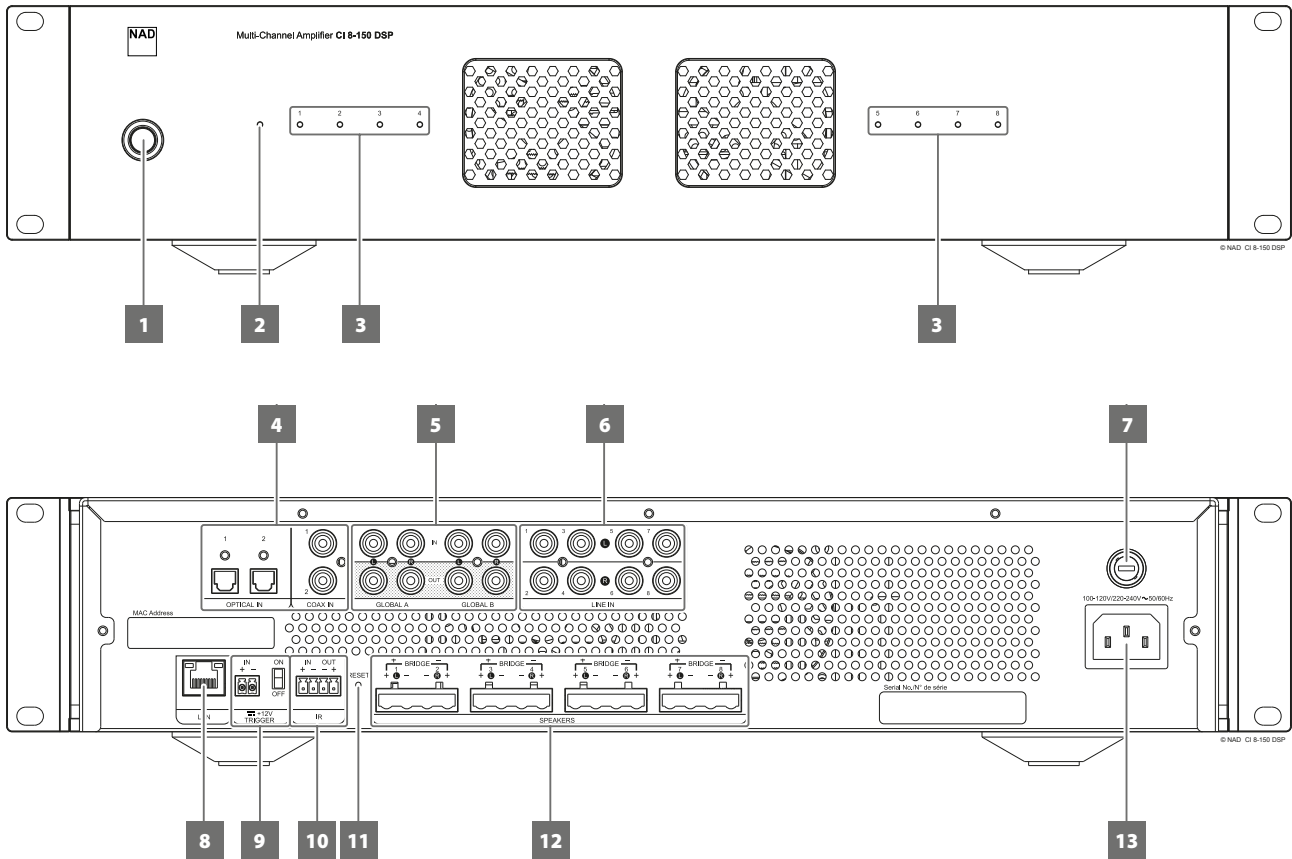 NAD
Multi-Channel Amplifier CI 8-150 DSP
1 2 3 4
5 6 7 8
© NAD CI 8-150 DSP
1
2
3
3
4
5
6
7
1 2
1
2
OPTICAL IN
COAX IN
IN
L R L R
OUT
GLOBAL A
GLOBAL B
1 3 L 5 7
2 4 R 6 8
LINE IN
100-120V/220-240V~50/60Hz
MAC Address
LAN
IN
+ -
ON
OFF
+12V
TRIGGER
IN OUT
+ - - +
IR
RESET
+ BRIDGE -
1 2
+ L - - R +
+ BRIDGE -
3 4
+ L - - R +
+ BRIDGE -
5 6
+ L - - R +
+ BRIDGE -
7 8
+ L - - R +
SPEAKERS
Serial No./N° de série
© NAD CI 8-150 DSP
8
9
10
11
12
13